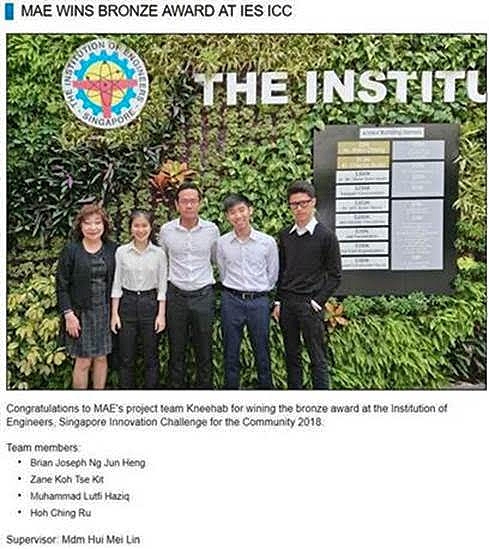 MAE WINS BRONZE AWARD AT IES ICC
THE INSTITUTION OF ENGINEERS
SINGAPORE
THE INSTITU
Congratulations to MAE's project team Kneehab for wining the bronze award at the Institution of
Engineers, Singapore Innovation Challenge for the Community 2018.
Team members:
• Brian Joseph Ng Jun Heng
• Zane Koh Tse Kit
• Muhammad Lutfi Haziq
• Hoh Ching Ru
Supervisor: Mdm Hui Mei Lin